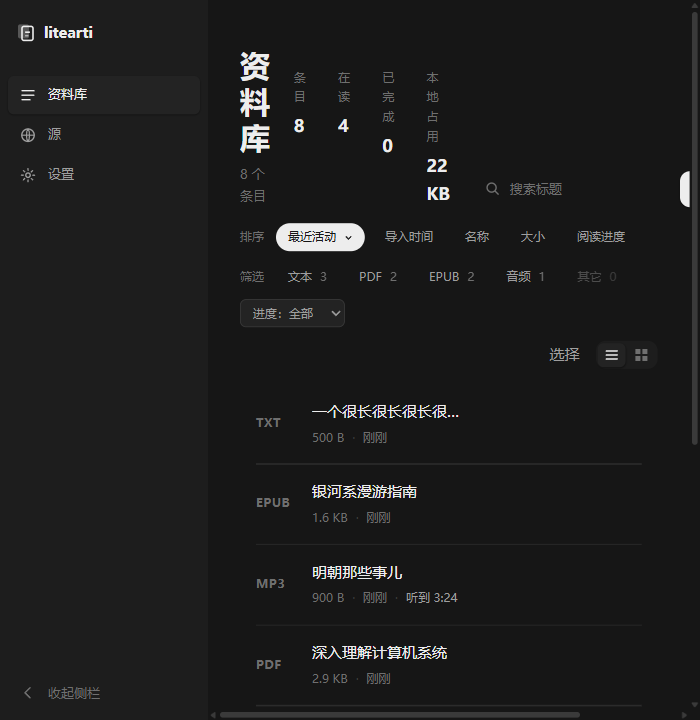 litearti
资料库
源
设置
收起侧栏
资
料
库
8 个
条目
条
目
8
在
读
4
已
完
成
0
本
地
占
用
22
KB
搜索标题
排序 最近活动 导入时间 名称 大小 阅读进度
筛选 文本 3 PDF 2 EPUB 2 音频 1 其它 0
进度：全部
选择
TXT 一个很长很长很长很...
500 B · 刚刚
EPUB 银河系漫游指南
1.6 KB · 刚刚
MP3 明朝那些事儿
900 B · 刚刚 · 听到 3:24
PDF 深入理解计算机系统
2.9 KB · 刚刚